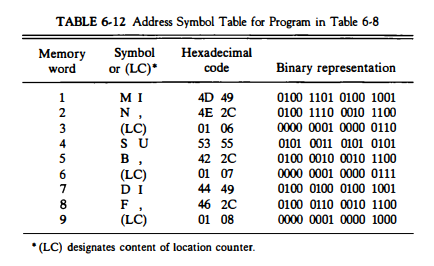 TABLE 6-12 Address Symbol Table for Program in Table 6-8
Memory word Symbol or (LC)* Hexadecimal code Binary representation
1 M I 4D 49 0100 1101 0100 1001
2 N , 4E 2C 0100 1110 0010 1100
3 (LC) 01 06 0000 0001 0000 0110
4 S U 53 55 0101 0011 0101 0101
5 B , 42 2C 0100 0010 0010 1100
6 (LC) 01 07 0000 0001 0000 0111
7 D I 44 49 0100 0100 0100 1001
8 F , 46 2C 0100 0110 0010 1100
9 (LC) 01 08 0000 0001 0000 1000
*(LC) designates content of location counter.